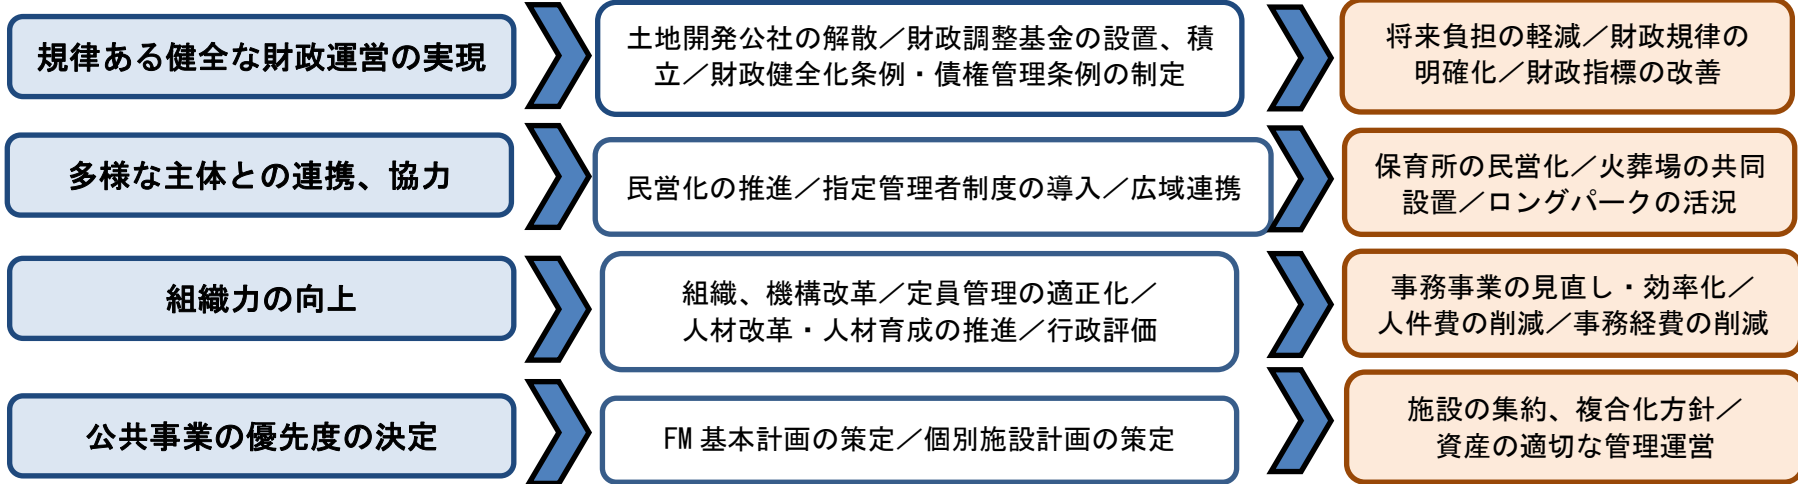 規律ある健全な財政運営の実現
土地開発公社の解散／財政調整基金の設置、積
立／財政健全化条例・債権管理条例の制定
将来負担の軽減／財政規律の
明確化／財政指標の改善
多様な主体との連携、協力
民営化の推進／指定管理者制度の導入／広域連携
保育所の民営化／火葬場の共同
設置／ロングパークの活況
組織力の向上
組織、機構改革／定員管理の適正化／
人材改革・人材育成の推進／行政評価
事務事業の見直し・効率化／
人件費の削減／事務経費の削減
公共事業の優先度の決定
FM基本計画の策定／個別施設計画の策定
施設の集約、複合化方針／
資産の適切な管理運営